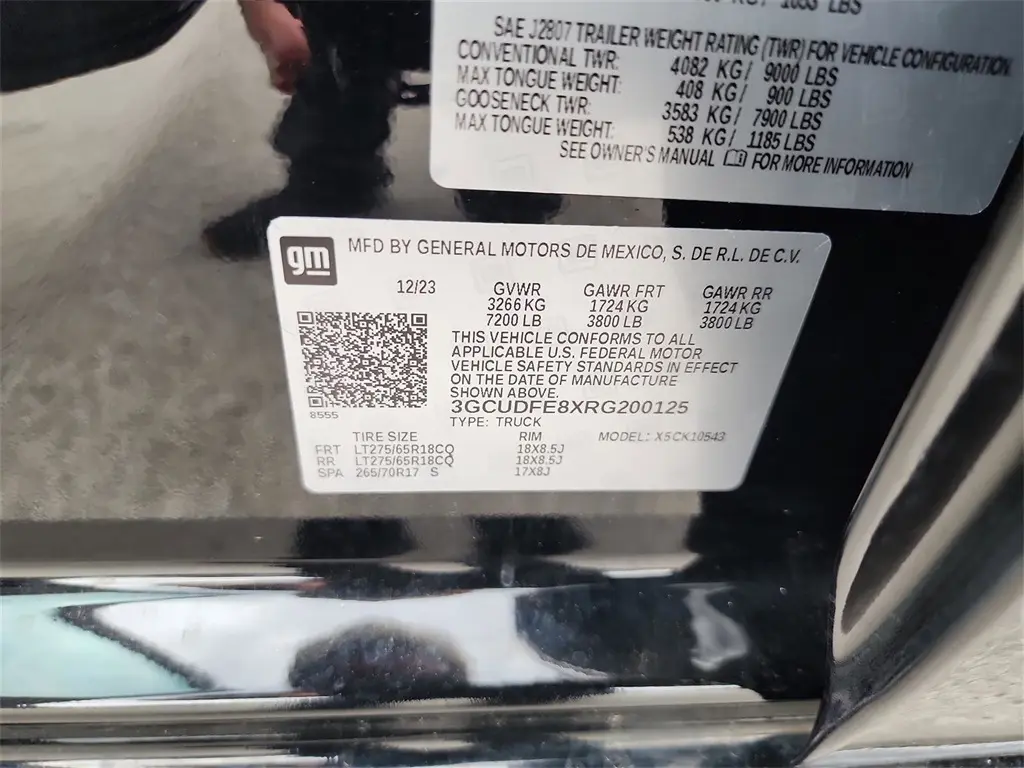 SAE J2807 TRAILER WEIGHT RATING (TWR) FOR VEHICLE CONFIGURATION
CONVENTIONAL TWR: 4082 KG/ 9000 LBS
MAX TONGUE WEIGHT: 408 KG/ 900 LBS
GOOSENECK TWR: 3583 KG/ 7900 LBS
MAX TONGUE WEIGHT: 538 KG/ 1185 LBS
SEE OWNER'S MANUAL FOR MORE INFORMATION
gm
MFD BY GENERAL MOTORS DE MEXICO, S. DE R.L. DE C.V.
12/23 GVWR GAWR FRT GAWR RR
3266 KG 1724 KG 1724 KG
7200 LB 3800 LB 3800 LB
THIS VEHICLE CONFORMS TO ALL
APPLICABLE U.S. FEDERAL MOTOR
VEHICLE SAFETY STANDARDS IN EFFECT
ON THE DATE OF MANUFACTURE
SHOWN ABOVE.
3GCUDFE8XRG200125
8555
TYPE: TRUCK
TIRE SIZE RIM MODEL: X5CK10543
FRT LT275/65R18CQ 18X8.5J
RR LT275/65R18CQ 18X8.5J
SPA 265/70R17 S 17X8J